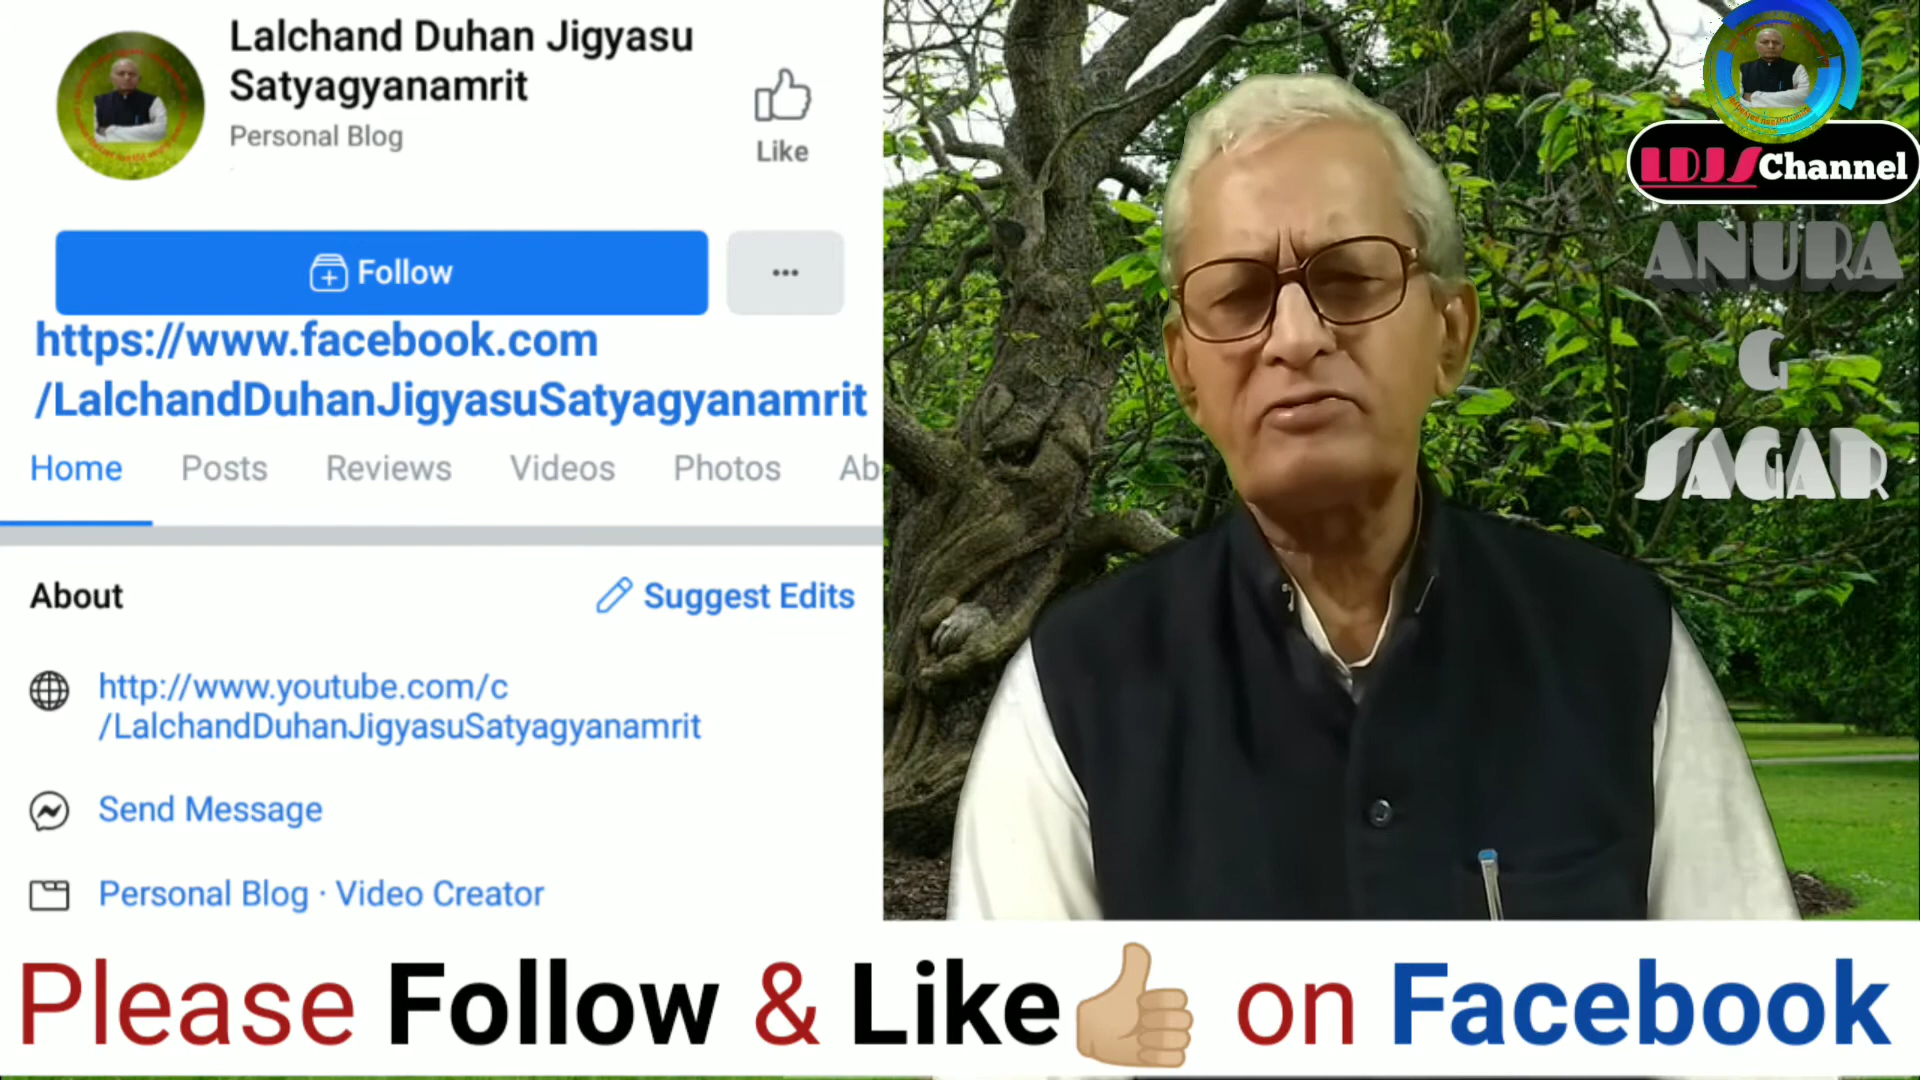 Lalchand Duhan Jigyasu
Satyagyanamrit
Personal Blog
Like
Follow
https://www.facebook.com
/LalchandDuhanJigyasuSatyagyanamrit
Home Posts Reviews Videos Photos Ab
About
Suggest Edits
http://www.youtube.com/c
/LalchandDuhanJigyasuSatyagyanamrit
Send Message
Personal Blog · Video Creator
LDJS Channel
ANURA
G
SAGAR
Please Follow & Like on Facebook